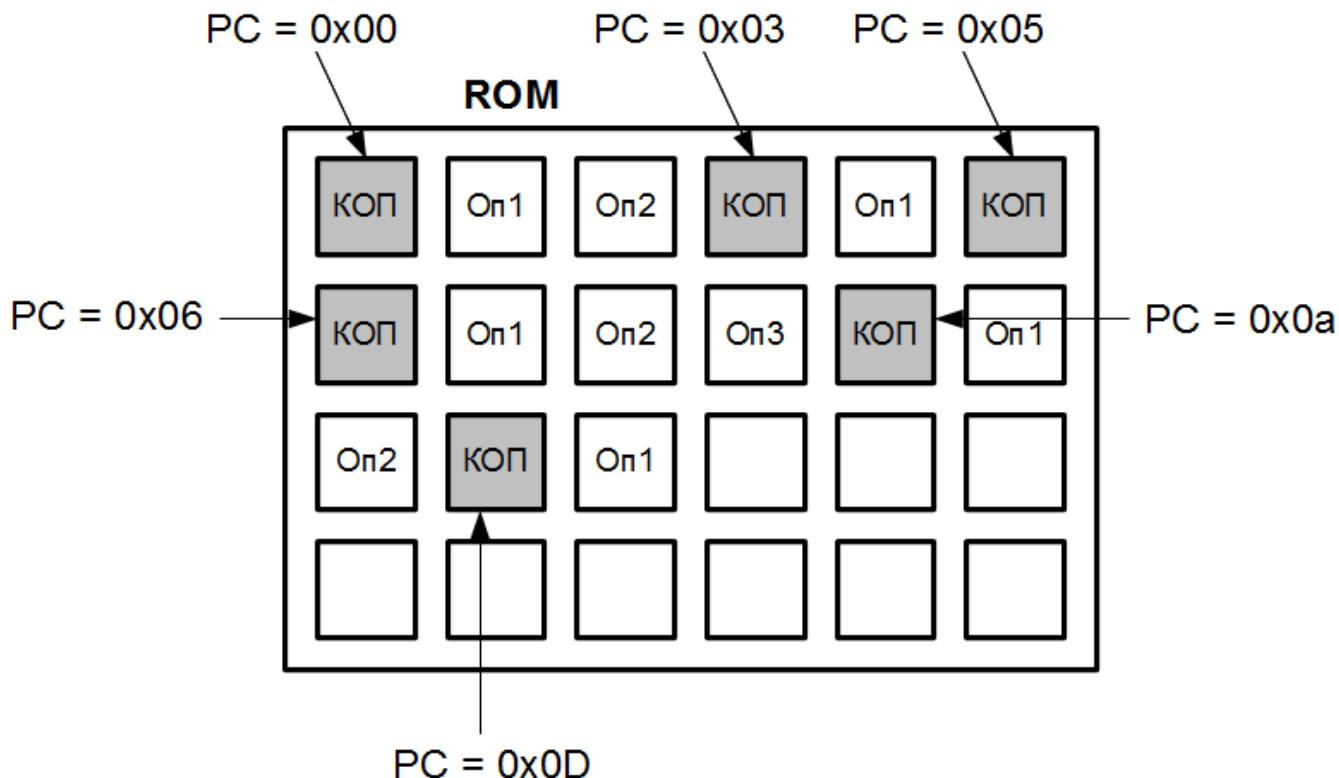 PC = 0x00 PC = 0x03 PC = 0x05
ROM
КОП Оп1 Оп2 КОП Оп1 КОП
PC = 0x06 КОП Оп1 Оп2 Оп3 КОП Оп1 PC = 0x0a
Оп2 КОП Оп1
PC = 0x0D